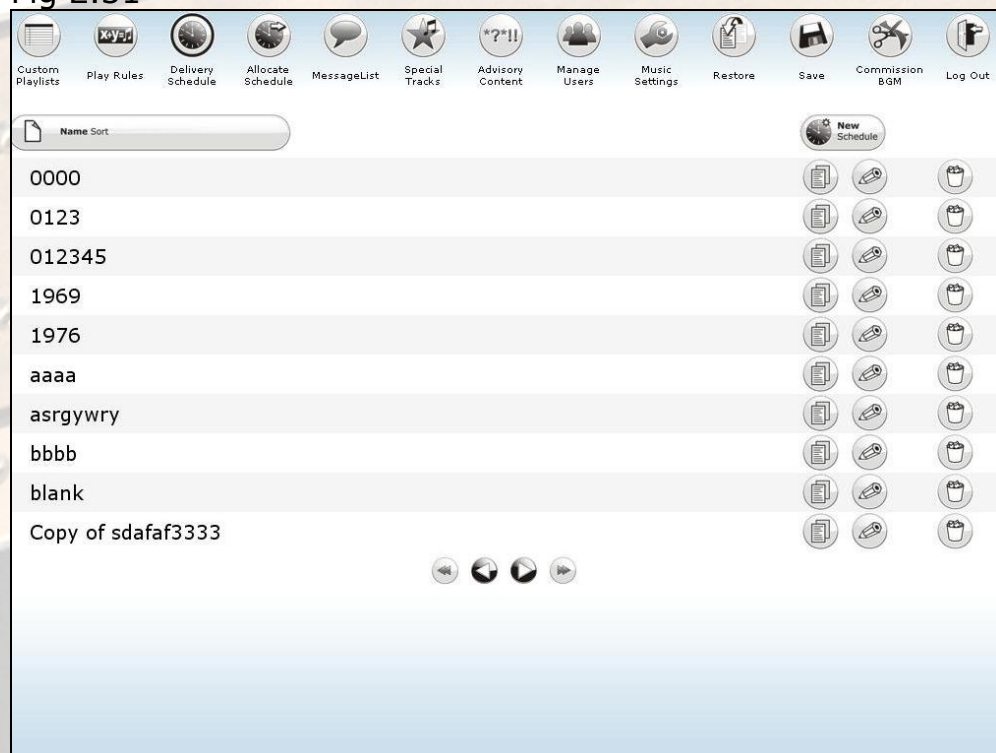 Fig 2.31
X+y=♫
*?*!!
Custom Playlists
Play Rules
Delivery Schedule
Allocate Schedule
MessageList
Special Tracks
Advisory Content
Manage Users
Music Settings
Restore
Save
Commission BGM
Log Out
Name Sort
New Schedule
0000
0123
012345
1969
1976
aaaa
asrgywry
bbbb
blank
Copy of sdafaf3333